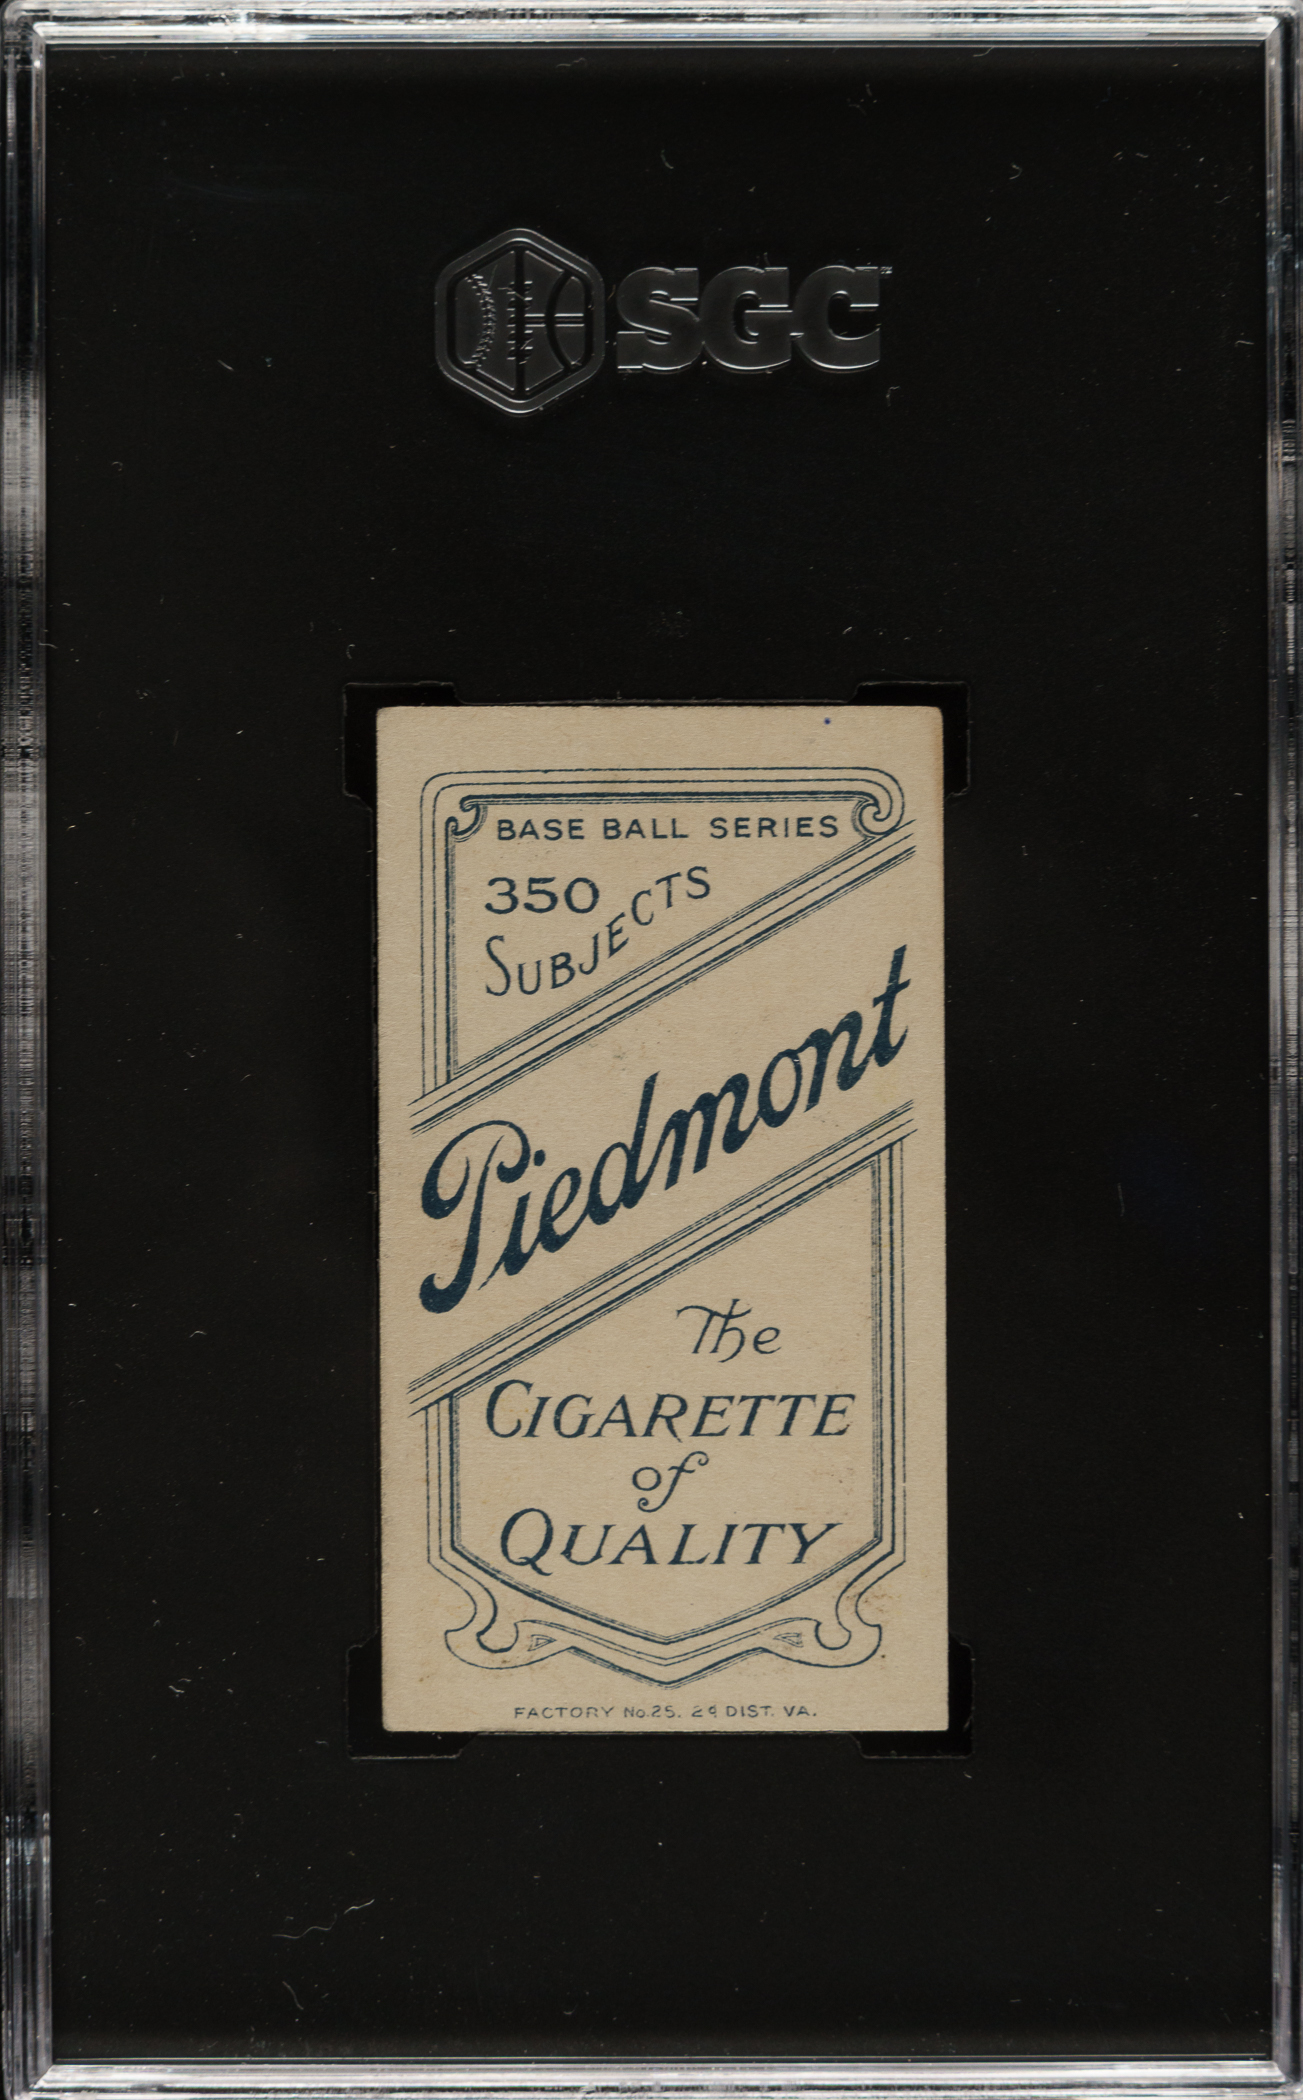 SGC
BASE BALL SERIES
350
SUBJECTS
Piedmont
The
CIGARETTE
of
QUALITY
FACTORY No. 25. 2d DIST. VA.